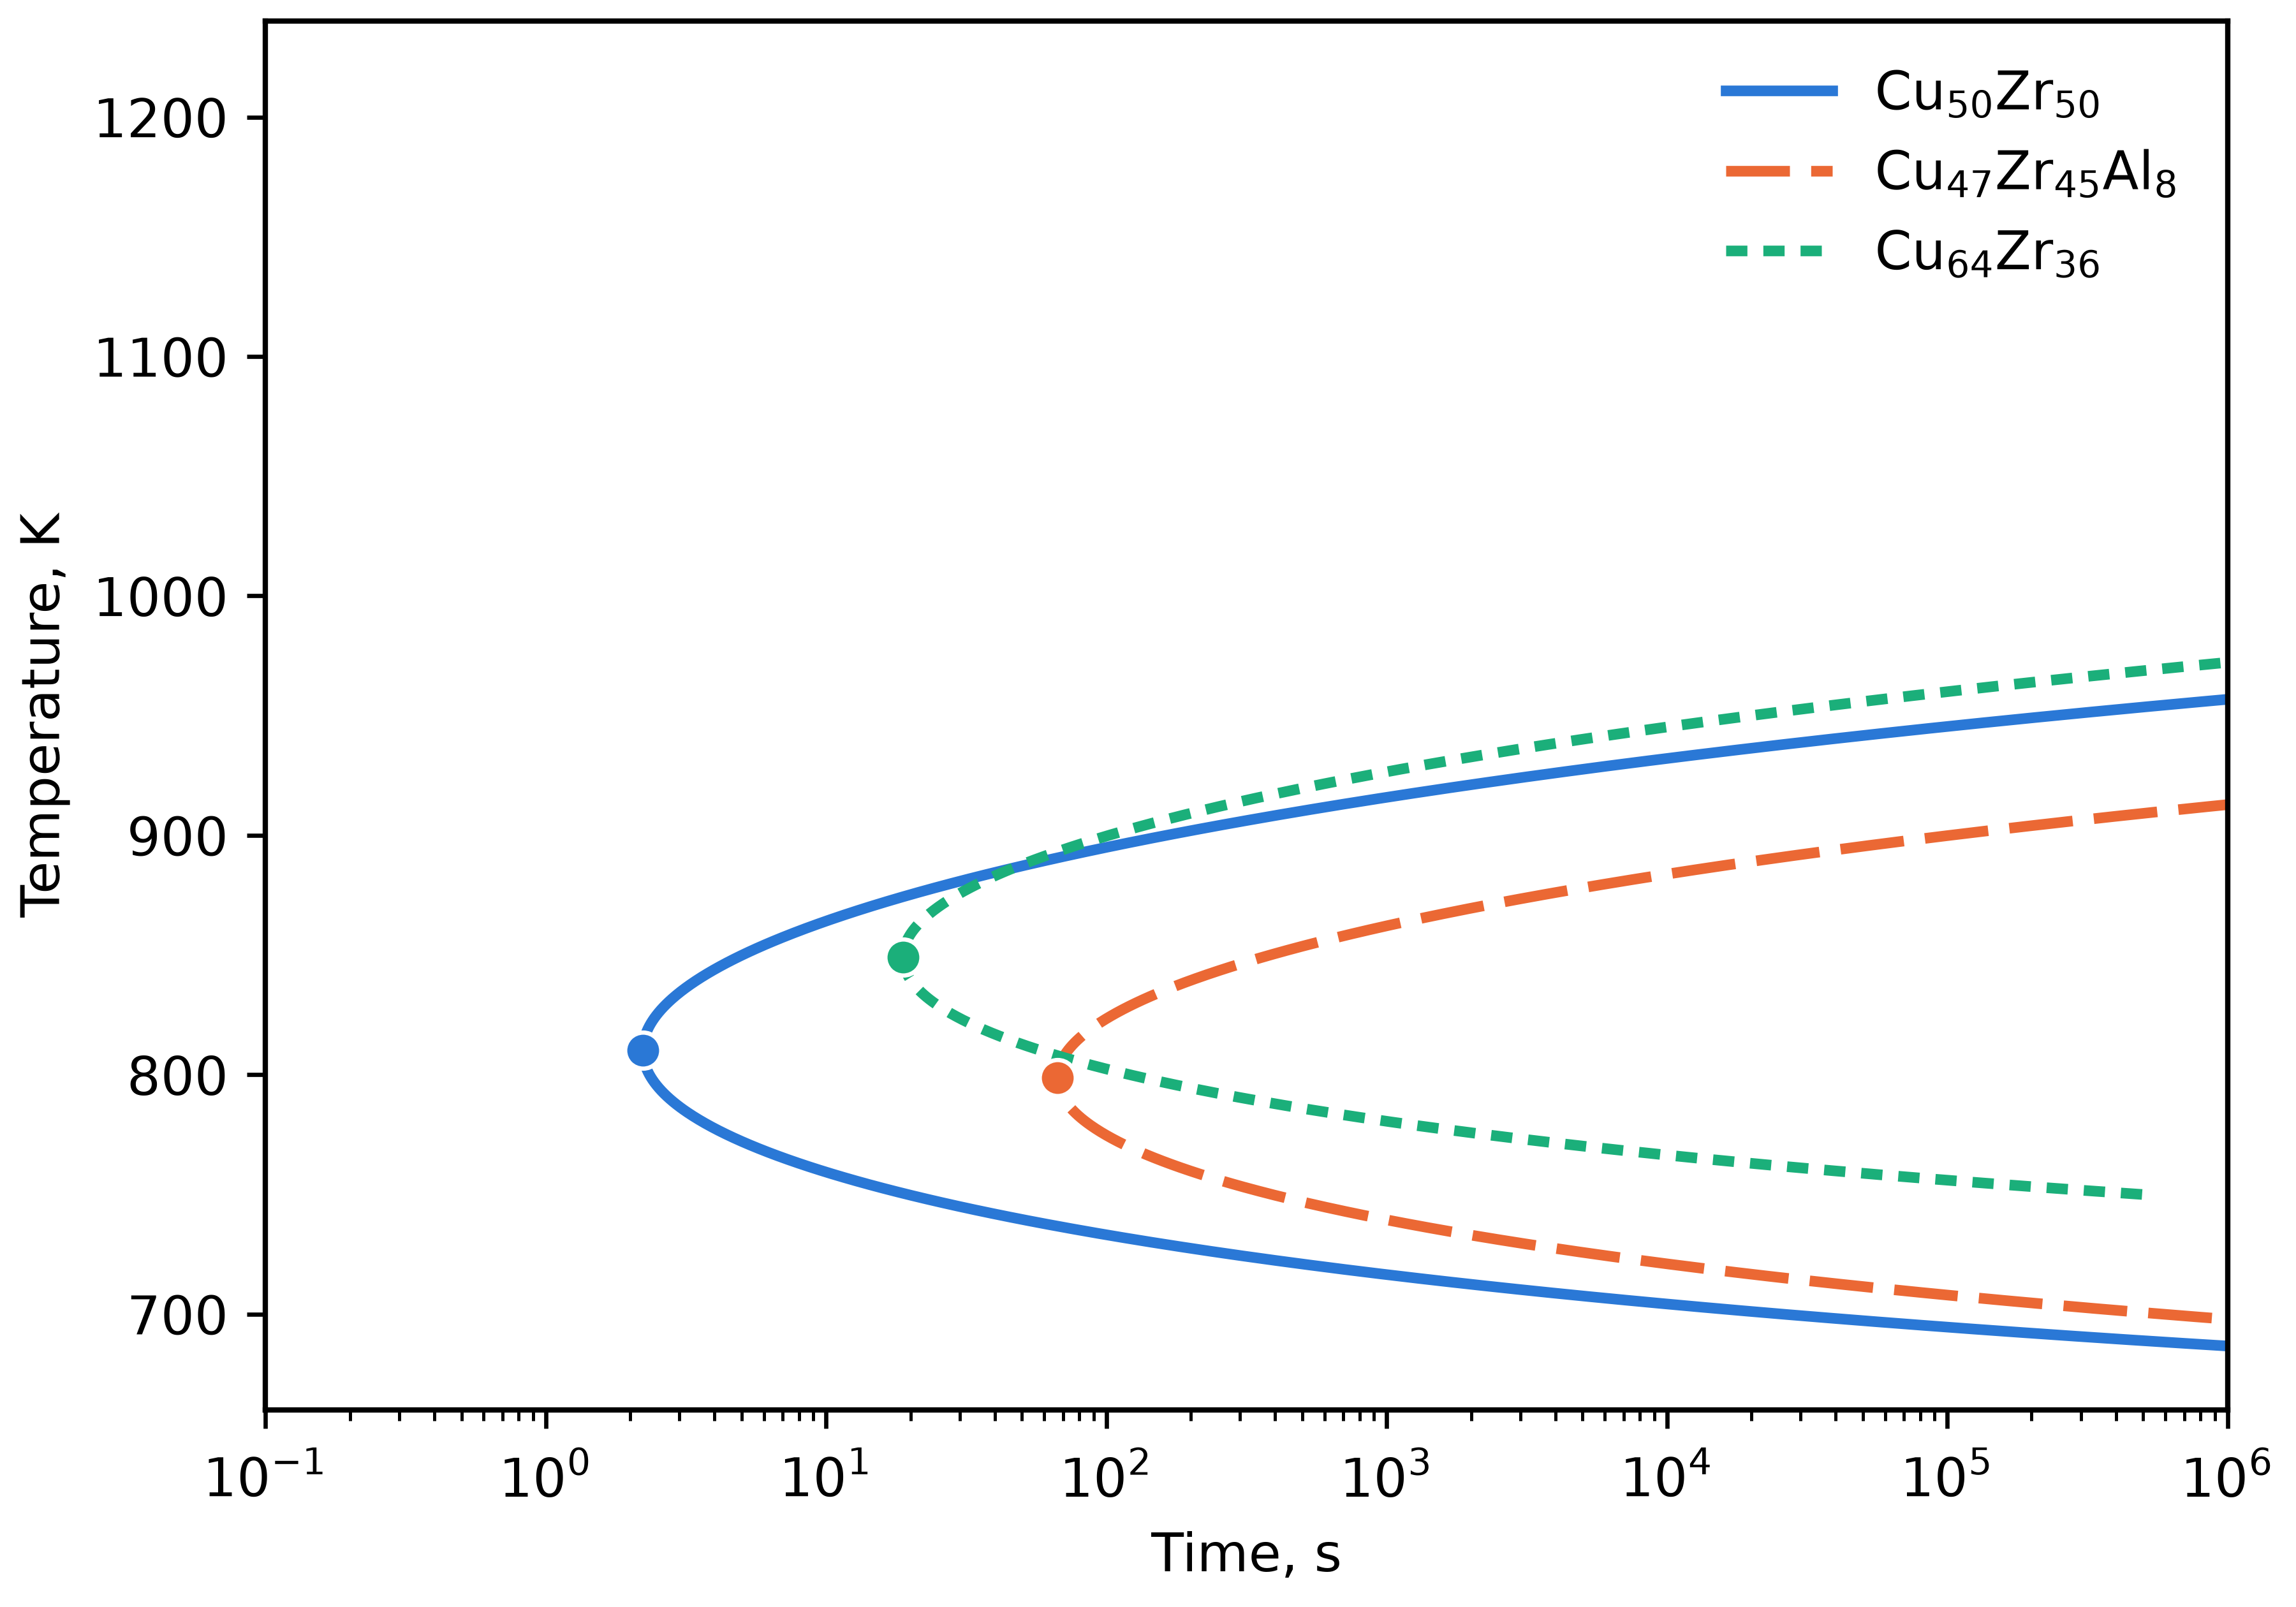 Cu₅₀Zr₅₀
Cu₄₇Zr₄₅Al₈
Cu₆₄Zr₃₆
Temperature, K
1200
1100
1000
900
800
700
10⁻¹ 10⁰ 10¹ 10² 10³ 10⁴ 10⁵ 10⁶
Time, s